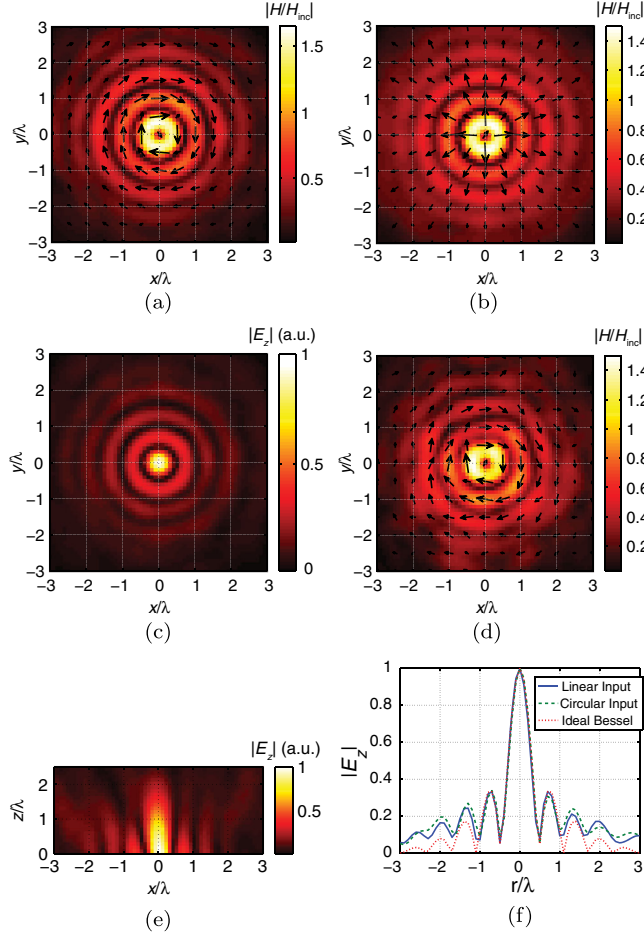 |H/H_inc| |H/H_inc|
3 3
2 1.5 2 1.4
1 1 1.2
y/λ 0 1 y/λ 0 1
−1 −1 0.8
−2 0.5 −2 0.6
0.4
−3 −3 0.2
−3 −2 −1 0 1 2 3 −3 −2 −1 0 1 2 3
x/λ x/λ
(a) (b)
|E_z| (a.u.) |H/H_inc|
3 1 3
2 2 1.4
1 1 1.2
y/λ 0 0.5 y/λ 0 1
−1 −1 0.8
−2 −2 0.6
0.4
−3 0 −3 0.2
−3 −2 −1 0 1 2 3 −3 −2 −1 0 1 2 3
x/λ x/λ
(c) (d)
1
Linear Input
Circular Input
Ideal Bessel
0.8
|E_z| (a.u.)
2 1
z/λ 1 0.5
0
−3 −2 −1 0 1 2 3
x/λ
(e)
|E_z|
0.6
0.4
0.2
0
−3 −2 −1 0 1 2 3
r/λ
(f)